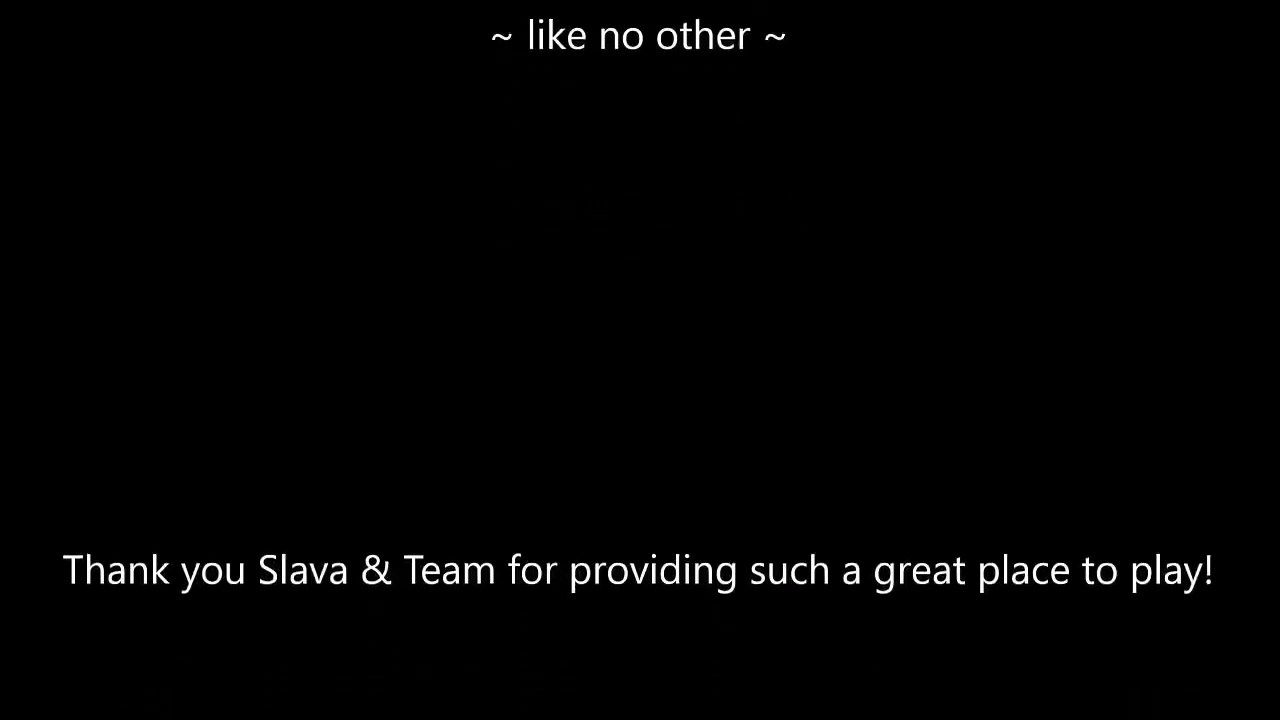 ~ like no other ~
Thank you Slava & Team for providing such a great place to play!